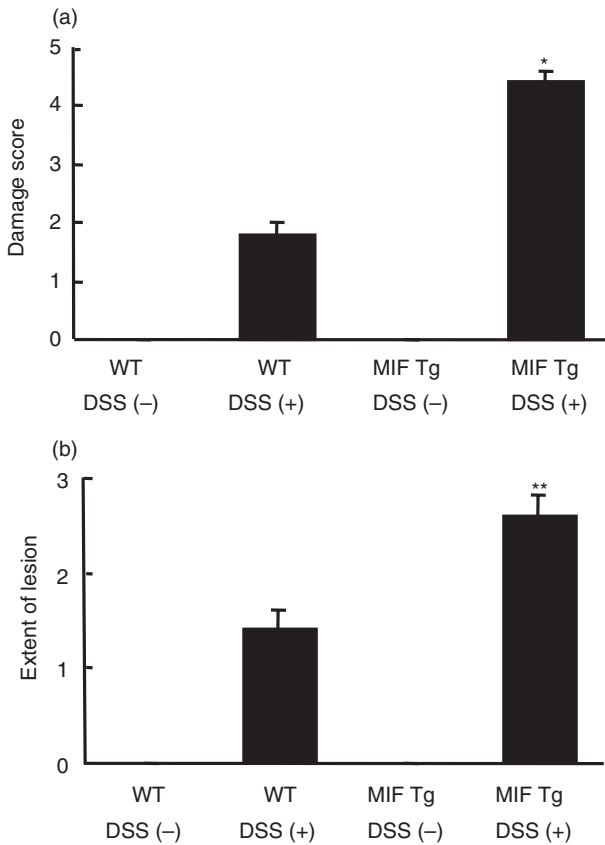 (a)
Damage score
5
4
3
2
1
0
*
WT WT MIF Tg MIF Tg
DSS (–) DSS (+) DSS (–) DSS (+)
(b)
Extent of lesion
3
2
1
0
**
WT WT MIF Tg MIF Tg
DSS (–) DSS (+) DSS (–) DSS (+)